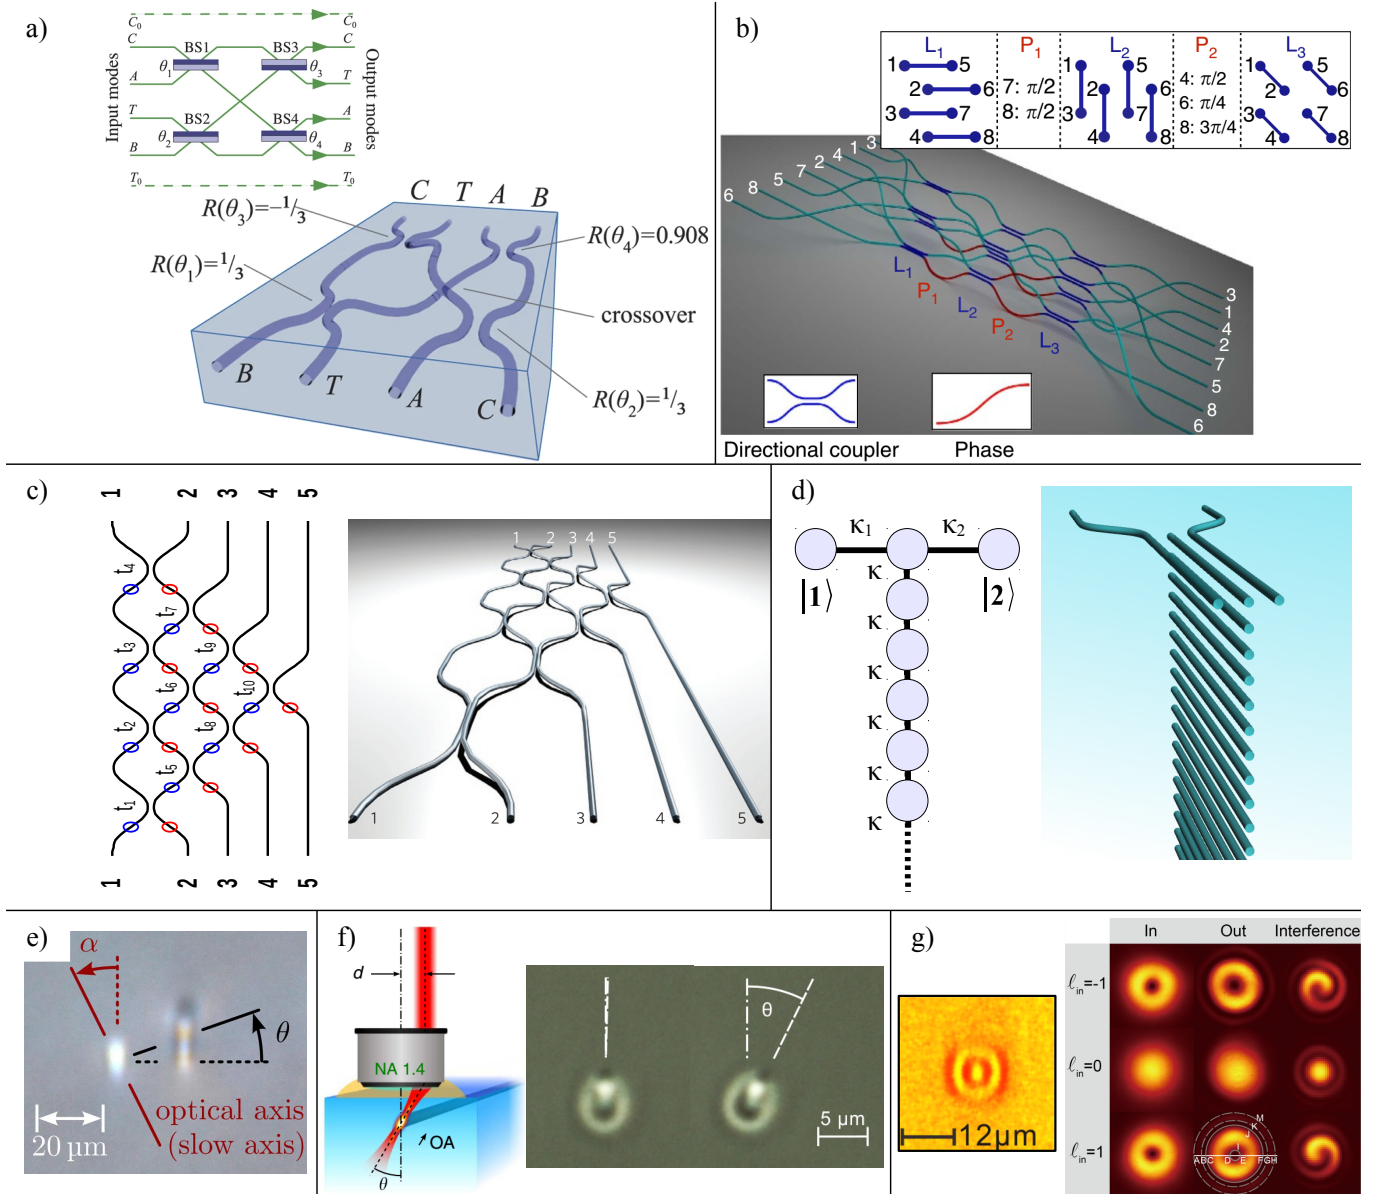 a)
C₀ C₀
C BS1 BS3 C
θ₁ θ₃
A T
Input modes
Output modes
T BS2 BS4 A
θ₂ θ₄
B B
T₀ T₀
C T A B
R(θ₃)=–1/3
R(θ₄)=0.908
R(θ₁)=1/3
crossover
B T A C
R(θ₂)=1/3
b)
L₁ P₁ L₂ P₂ L₃
1 5
2 6
3 7
4 8
7: π/2
8: π/2
1 5
2 6
3 7
4 8
4: π/2
6: π/4
8: 3π/4
1 5
2 6
3 7
4 8
6 8 5 7 2 4 1 3
L₁
P₁
L₂
P₂
L₃
3
1
4
2
7
5
8
6
Directional coupler
Phase
c)
1 2 3 4 5
t₄
t₇
t₃ t₉
t₆ t₁₀
t₂ t₈
t₅
t₁
1 2 3 4 5
1 2 3 4 5
1 2 3 4 5
d)
κ₁ κ₂
|1⟩ |2⟩
κ
κ
κ
κ
κ
κ
e)
α
θ
optical axis
(slow axis)
20 μm
f)
d
NA 1.4
OA
θ
θ
5 μm
g)
12μm
In Out Interference
ℓin=-1
ℓin=0
ℓin=1
M
K
J
I
ABC D E FGH